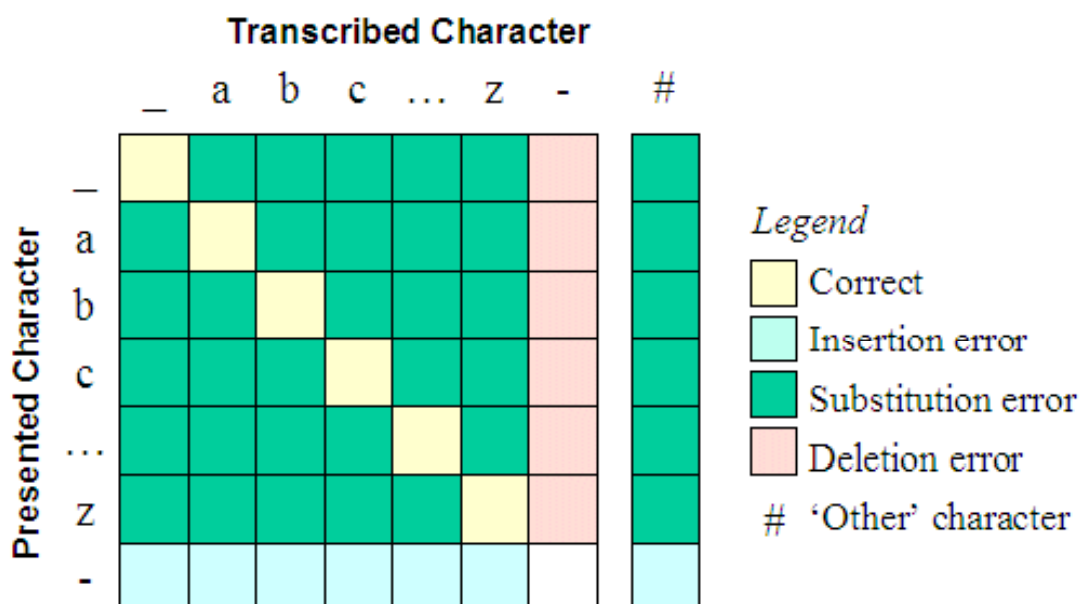 Transcribed Character
_ a b c … z - #
Presented Character
_
a
b
c
…
z
-
Legend
Correct
Insertion error
Substitution error
Deletion error
# ‘Other’ character